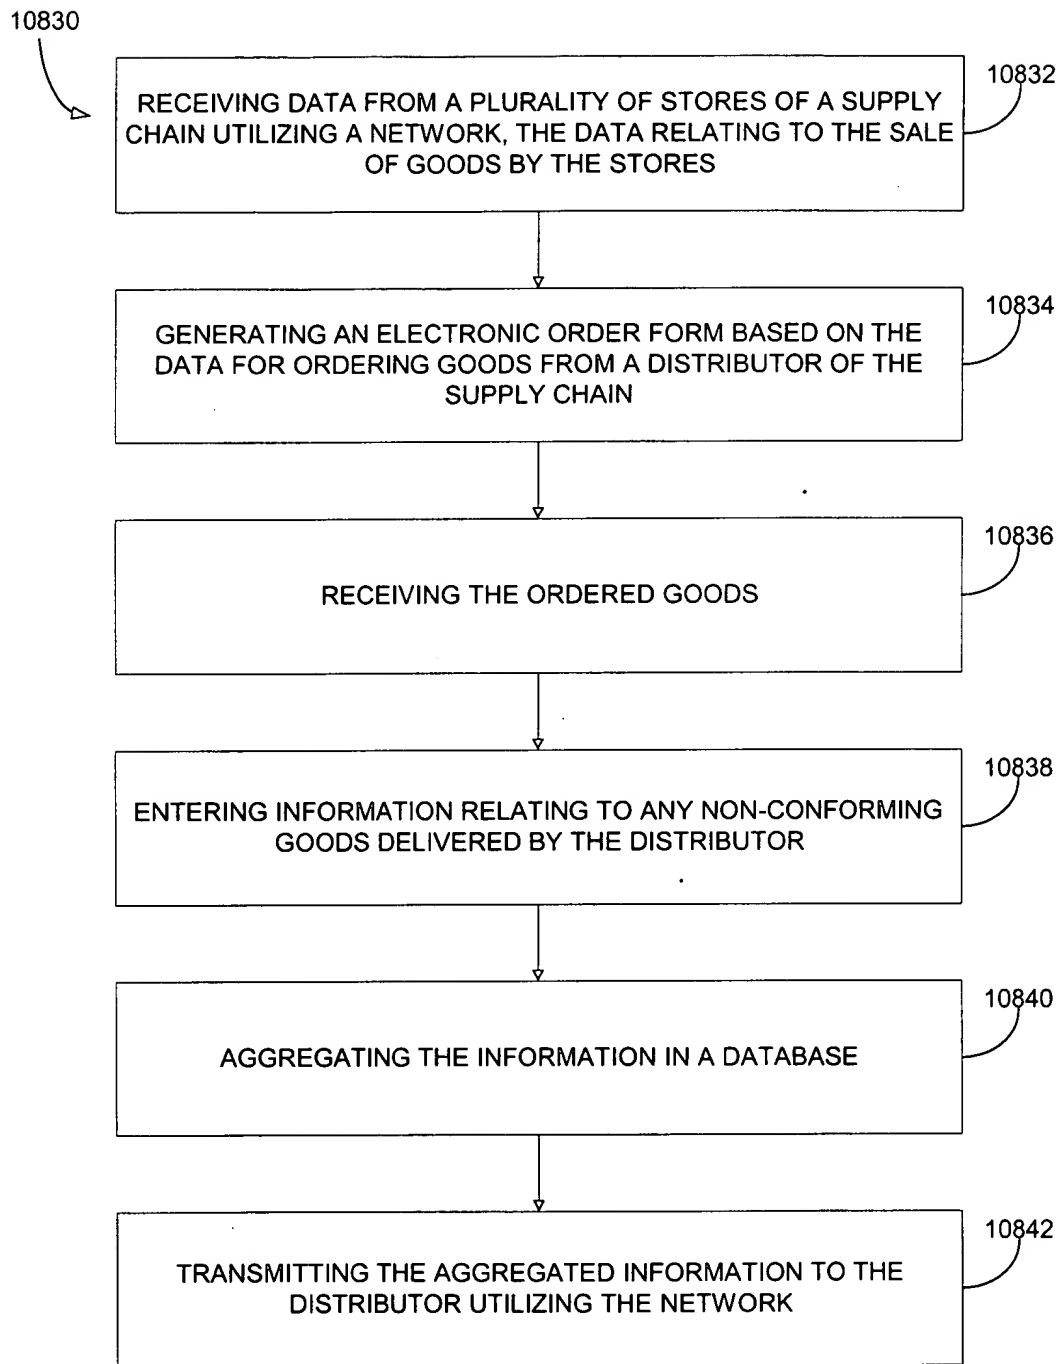 10830
10832
RECEIVING DATA FROM A PLURALITY OF STORES OF A SUPPLY
CHAIN UTILIZING A NETWORK, THE DATA RELATING TO THE SALE
OF GOODS BY THE STORES
10834
GENERATING AN ELECTRONIC ORDER FORM BASED ON THE
DATA FOR ORDERING GOODS FROM A DISTRIBUTOR OF THE
SUPPLY CHAIN
10836
RECEIVING THE ORDERED GOODS
10838
ENTERING INFORMATION RELATING TO ANY NON-CONFORMING
GOODS DELIVERED BY THE DISTRIBUTOR
10840
AGGREGATING THE INFORMATION IN A DATABASE
10842
TRANSMITTING THE AGGREGATED INFORMATION TO THE
DISTRIBUTOR UTILIZING THE NETWORK